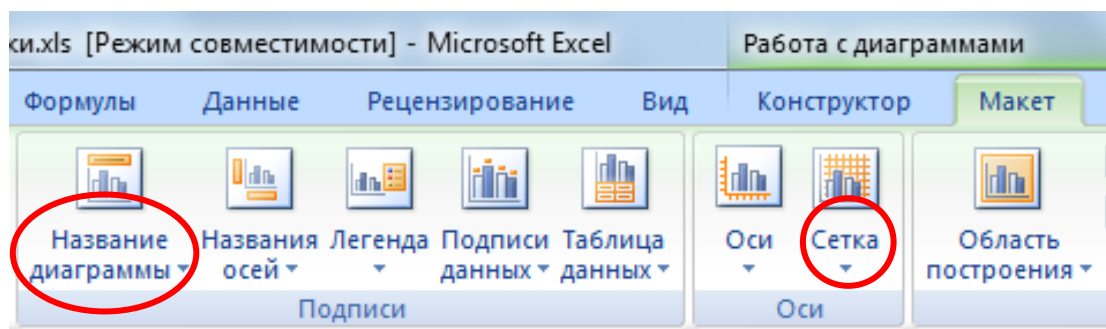 ки.xls [Режим совместимости] - Microsoft Excel Работа с диаграммами
Формулы Данные Рецензирование Вид Конструктор Макет
Название диаграммы
Названия осей
Легенда
Подписи данных
Таблица данных
Оси
Сетка
Область построения
Подписи
Оси